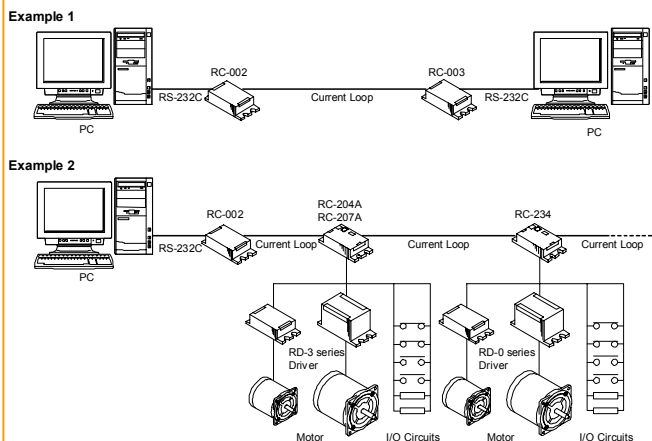 Example 1
RC-002
RC-003
RS-232C
Current Loop
RS-232C
PC
PC
Example 2
RC-204A
RC-207A
RC-002
RC-234
RS-232C
Current Loop
Current Loop
Current Loop
PC
RD-3 series
Driver
RD-0 series
Driver
Motor
I/O Circuits
Motor
I/O Circuits